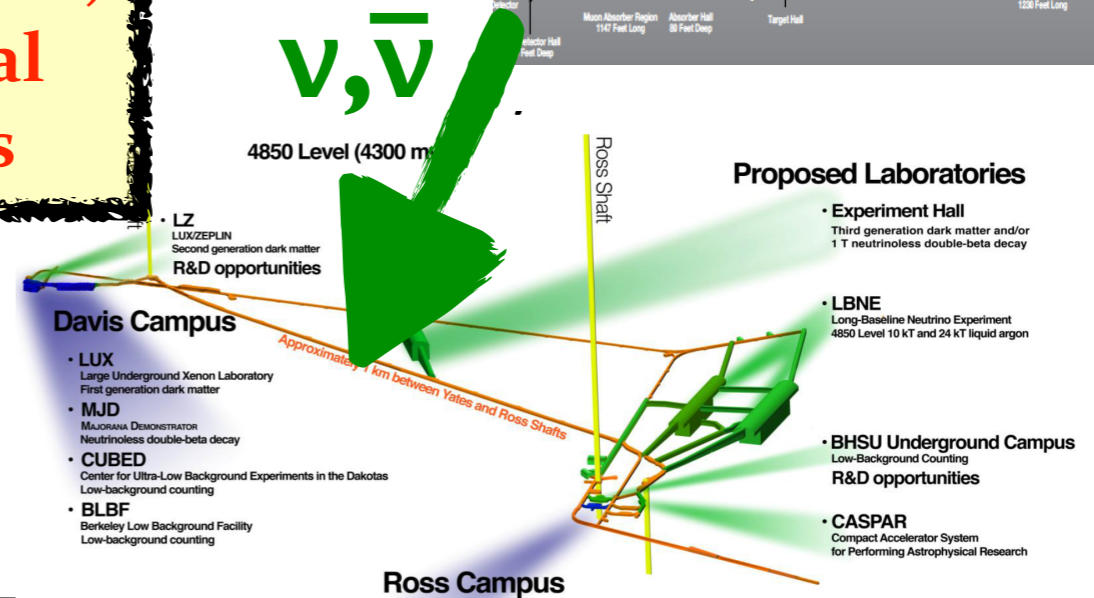 al
s
Detector
Muon Absorber Region
1147 Feet Long
Absorber Hall
80 Feet Deep
Target Hall
1230 Feet Long
etector Hall
Feet Deep
ν, ν̅
4850 Level (4300 m
Ross Shaft
Proposed Laboratories
• Experiment Hall
Third generation dark matter and/or
1 T neutrinoless double-beta decay
• LZ
LUX/ZEPLIN
Second generation dark matter
R&D opportunities
• LBNE
Long-Baseline Neutrino Experiment
4850 Level 10 kT and 24 kT liquid argon
Davis Campus
• LUX
Large Underground Xenon Laboratory
First generation dark matter
• MJD
MAJORANA DEMONSTRATOR
Neutrinoless double-beta decay
• CUBED
Center for Ultra-Low Background Experiments in the Dakotas
Low-background counting
• BLBF
Berkeley Low Background Facility
Low-background counting
Approximately 1 km between Yates and Ross Shafts
• BHSU Underground Campus
Low-Background Counting
R&D opportunities
• CASPAR
Compact Accelerator System
for Performing Astrophysical Research
Ross Campus